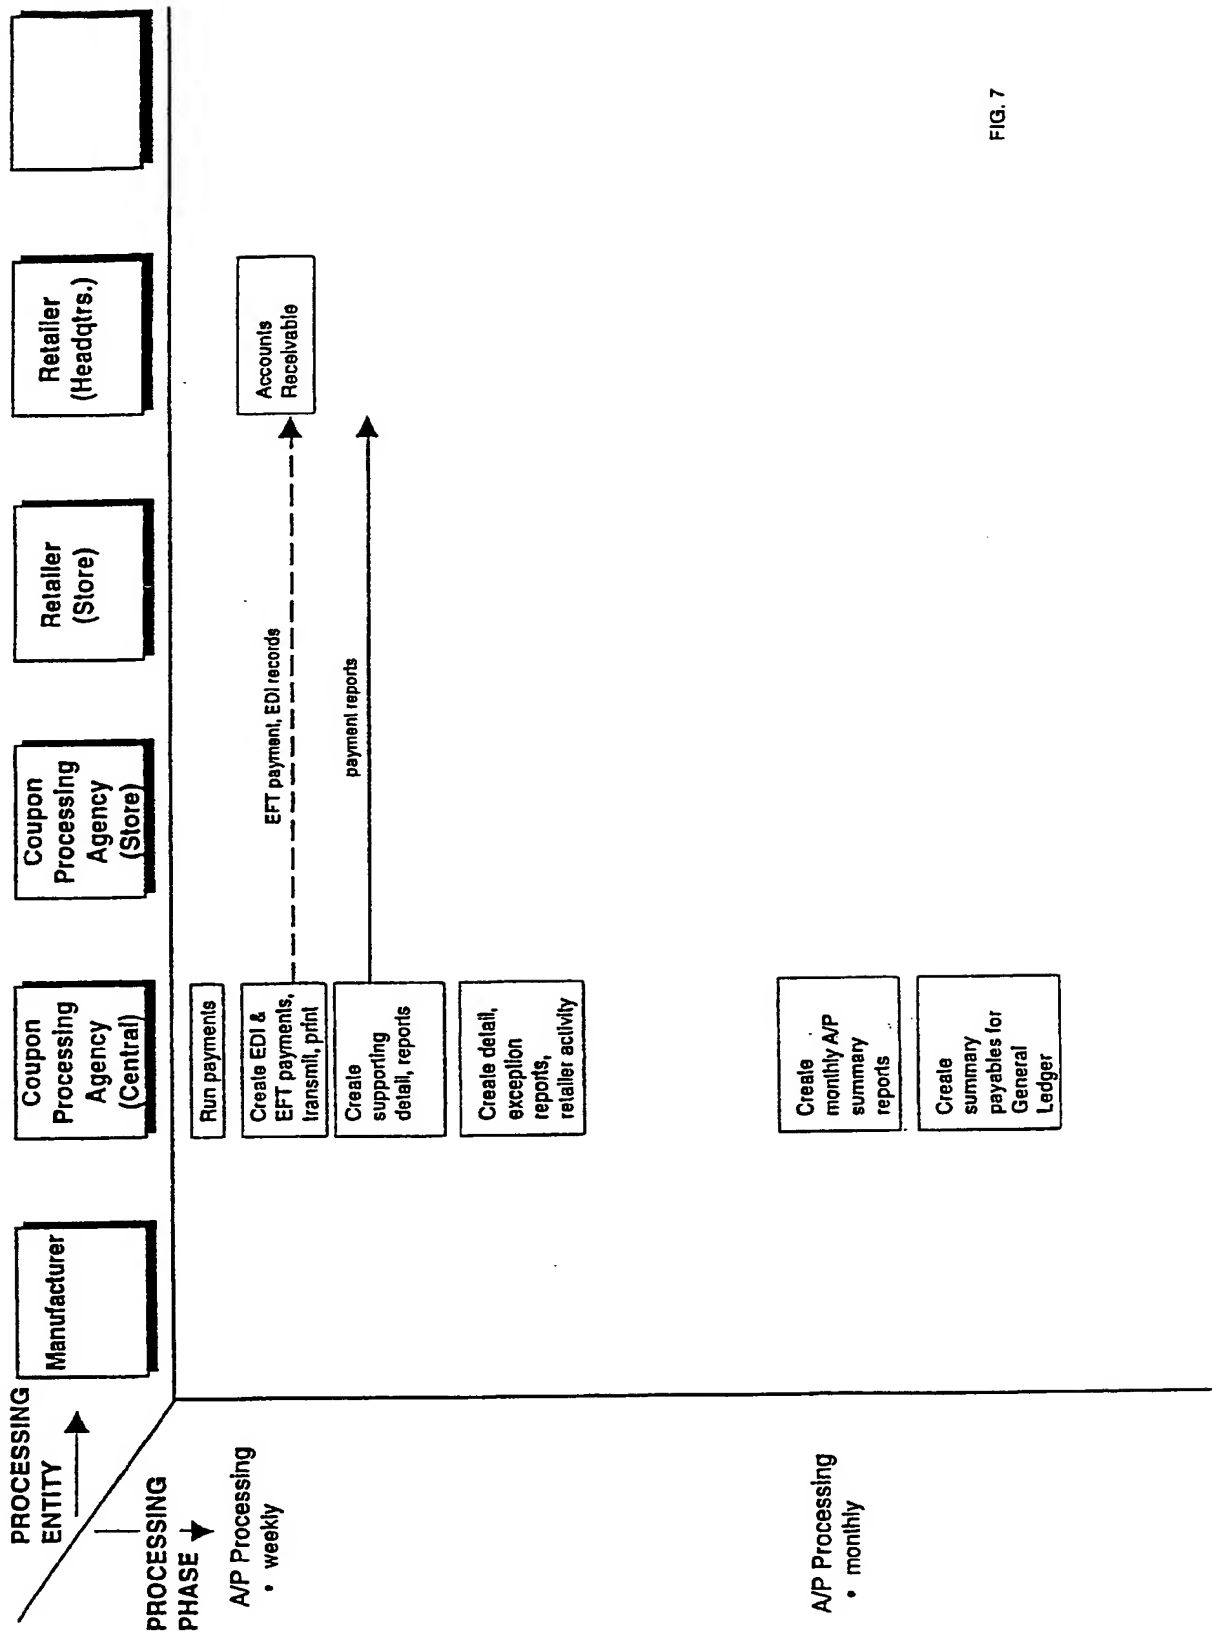 PROCESSING
ENTITY
PROCESSING
PHASE
Manufacturer
Coupon
Processing
Agency
(Central)
Coupon
Processing
Agency
(Store)
Retailer
(Store)
Retailer
(Headqtrs.)
A/P Processing
• weekly
Run payments
Create EDI &
EFT payments,
transmit, print
EFT payment, EDI records
Accounts
Receivable
Create
supporting
detail, reports
payment reports
Create detail,
exception
reports,
retailer activity
A/P Processing
• monthly
Create
monthly A/P
summary
reports
Create
summary
payables for
General
Ledger
FIG. 7